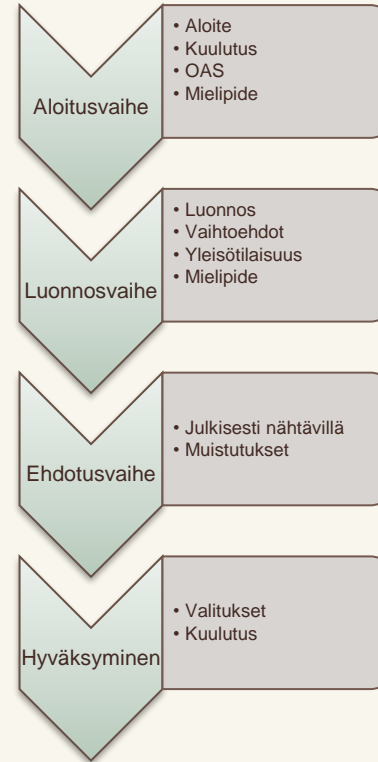 Aloitusvaihe
• Aloite
• Kuulutus
• OAS
• Mielipide
Luonnosvaihe
• Luonnos
• Vaihtoehdot
• Yleisötilaisuus
• Mielipide
Ehdotusvaihe
• Julkisesti nähtävillä
• Muistutukset
Hyväksyminen
• Valitukset
• Kuulutus